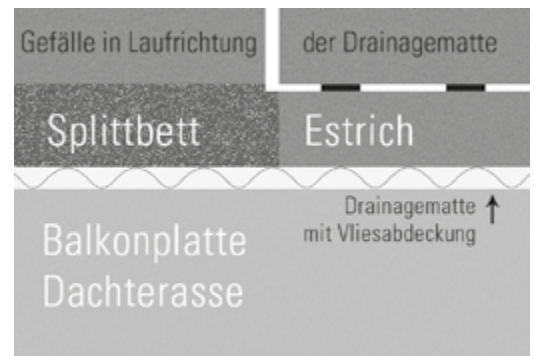 Gefälle in Laufrichtung der Drainagematte
Splittbett Estrich
Drainagematte
mit Vliesabdeckung
Balkonplatte
Dachterasse